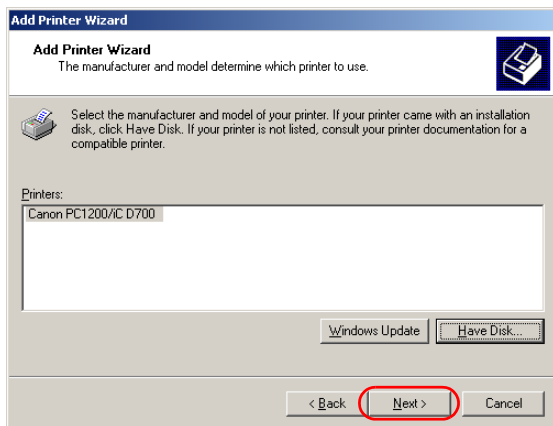 Add Printer Wizard
Add Printer Wizard
The manufacturer and model determine which printer to use.
Select the manufacturer and model of your printer. If your printer came with an installation
disk, click Have Disk. If your printer is not listed, consult your printer documentation for a
compatible printer.
Printers:
Canon PC1200/iC D700
Windows Update Have Disk...
< Back Next > Cancel